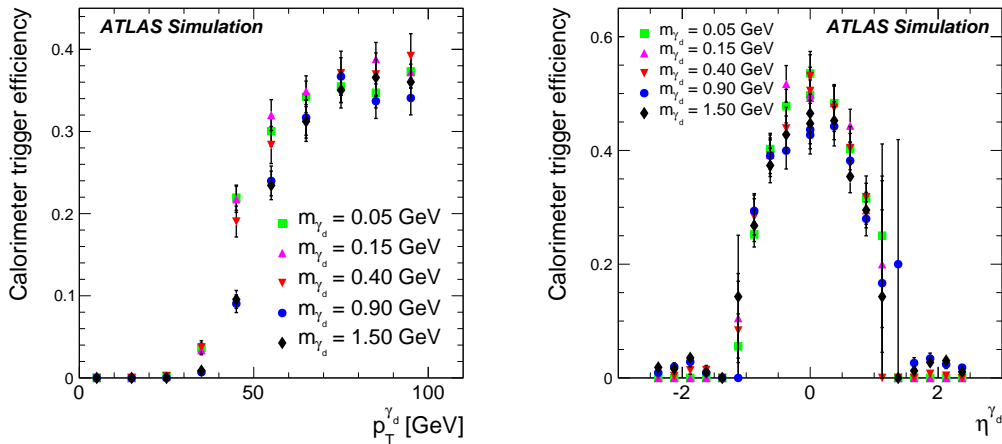 ATLAS Simulation
Calorimeter trigger efficiency
0.4
0.3
0.2
0.1
0
m_γd = 0.05 GeV
m_γd = 0.15 GeV
m_γd = 0.40 GeV
m_γd = 0.90 GeV
m_γd = 1.50 GeV
0 50 100
p_T^γd [GeV]
ATLAS Simulation
Calorimeter trigger efficiency
0.6
0.4
0.2
0
m_γd = 0.05 GeV
m_γd = 0.15 GeV
m_γd = 0.40 GeV
m_γd = 0.90 GeV
m_γd = 1.50 GeV
-2 0 2
η^γd